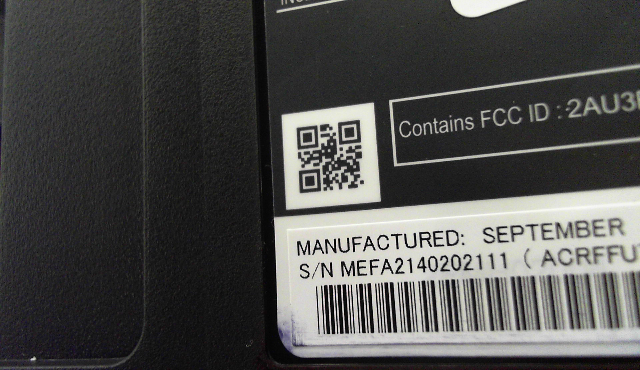 Contains FCC ID : 2AU3
MANUFACTURED: SEPTEMBER
S/N MEFA2140202111 ( ACRFFU